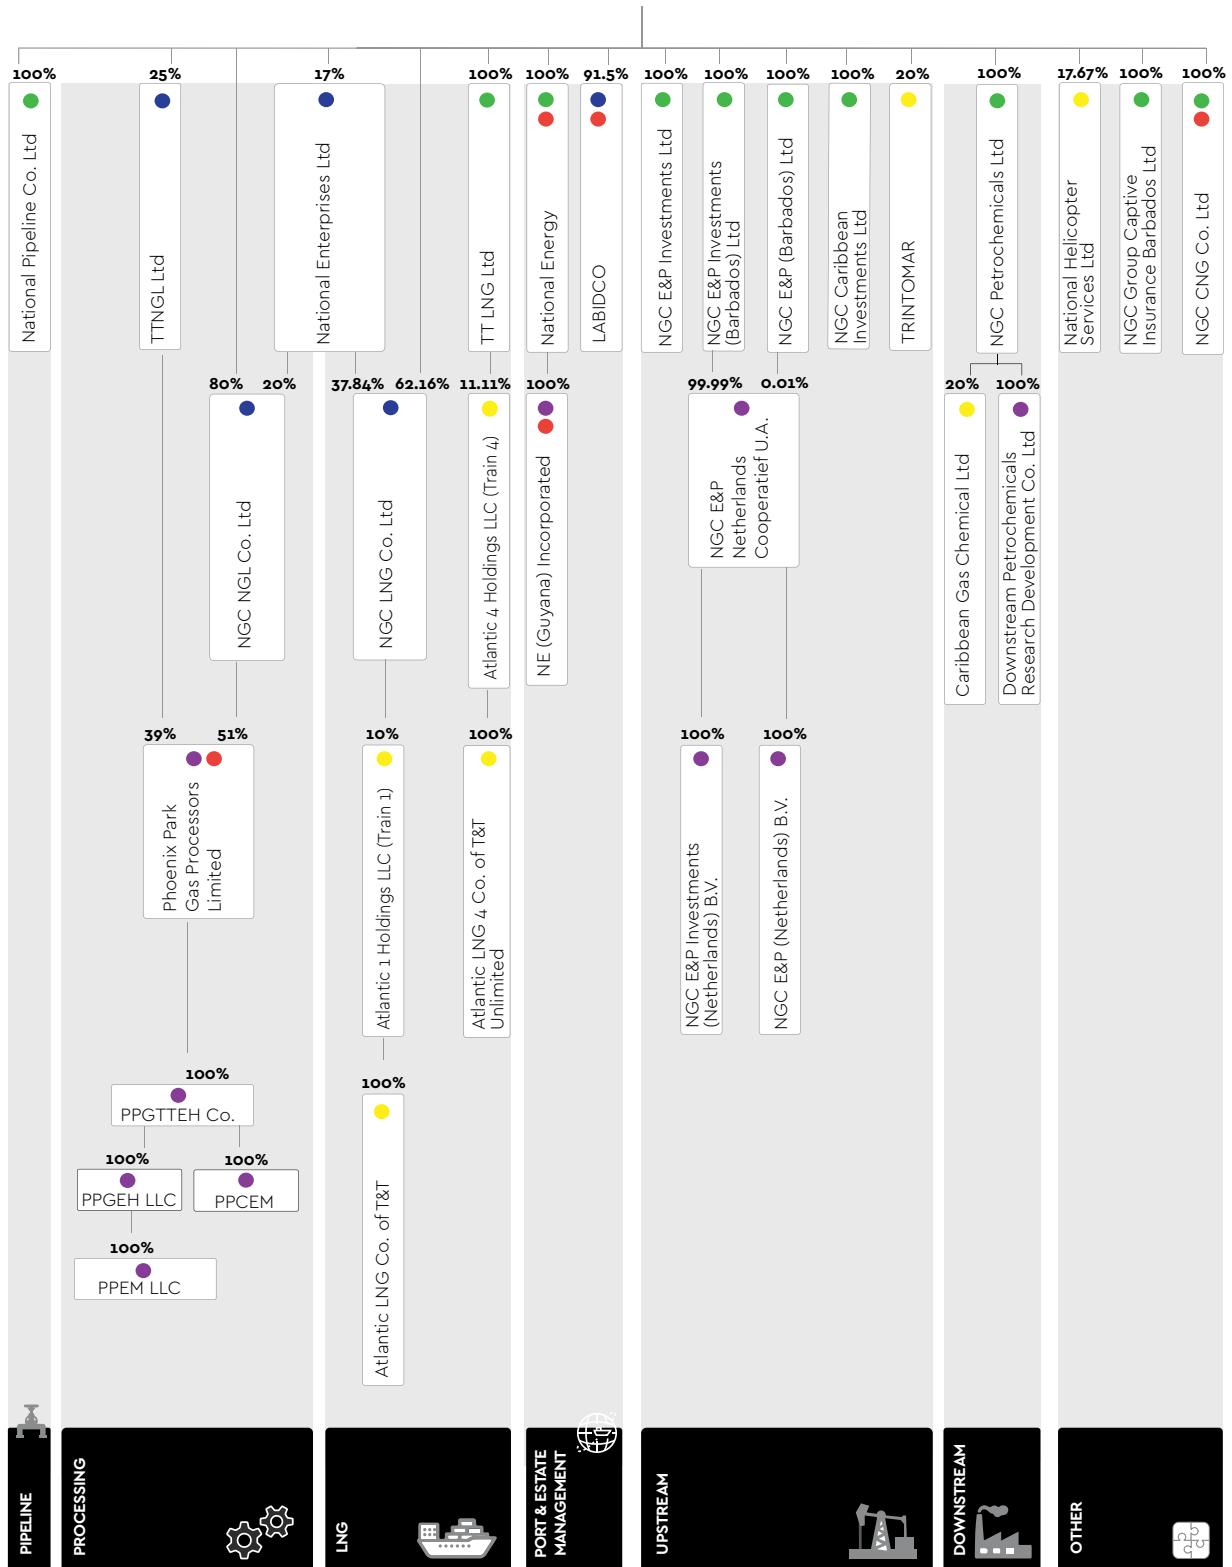 100%
25%
17%
100%
100%
91.5%
100%
100%
100%
100%
20%
100%
17.67%
100%
100%
National Pipeline Co. Ltd
TTNGL Ltd
National Enterprises Ltd
TT LNG Ltd
National Energy
LABIDCO
NGC E&P Investments Ltd
NGC E&P Investments
(Barbados) Ltd
NGC E&P (Barbados) Ltd
NGC Caribbean
Investments Ltd
TRINTOMAR
NGC Petrochemicals Ltd
National Helicopter
Services Ltd
NGC Group Captive
Insurance Barbados Ltd
NGC CNG Co. Ltd
80%
20%
37.84%
62.16%
11.11%
100%
99.99%
0.01%
20%
100%
NGC NGL Co. Ltd
NGC LNG Co. Ltd
Atlantic 4 Holdings LLC (Train 4)
NE (Guyana) Incorporated
NGC E&P
Netherlands
Cooperatief U.A.
Caribbean Gas Chemical Ltd
Downstream Petrochemicals
Research Development Co. Ltd
39%
51%
10%
100%
100%
100%
Phoenix Park
Gas Processors
Limited
Atlantic 1 Holdings LLC (Train 1)
Atlantic LNG 4 Co. of T&T
Unlimited
NGC E&P Investments
(Netherlands) B.V.
NGC E&P (Netherlands) B.V.
100%
PPGTTEH Co.
100%
Atlantic LNG Co. of T&T
100%
100%
PPGEH LLC
PPCEM
100%
PPEM LLC
PIPELINE
PROCESSING
LNG
PORT & ESTATE
MANAGEMENT
UPSTREAM
DOWNSTREAM
OTHER